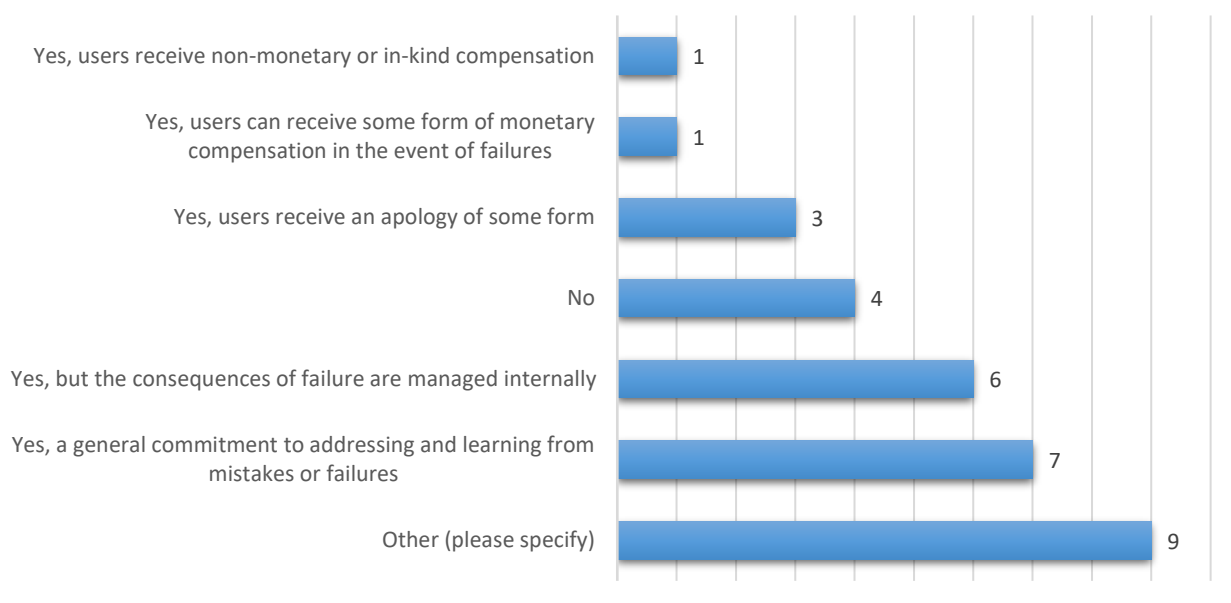 Yes, users receive non-monetary or in-kind compensation
1
Yes, users can receive some form of monetary
compensation in the event of failures
1
Yes, users receive an apology of some form
3
No
4
Yes, but the consequences of failure are managed internally
6
Yes, a general commitment to addressing and learning from
mistakes or failures
7
Other (please specify)
9